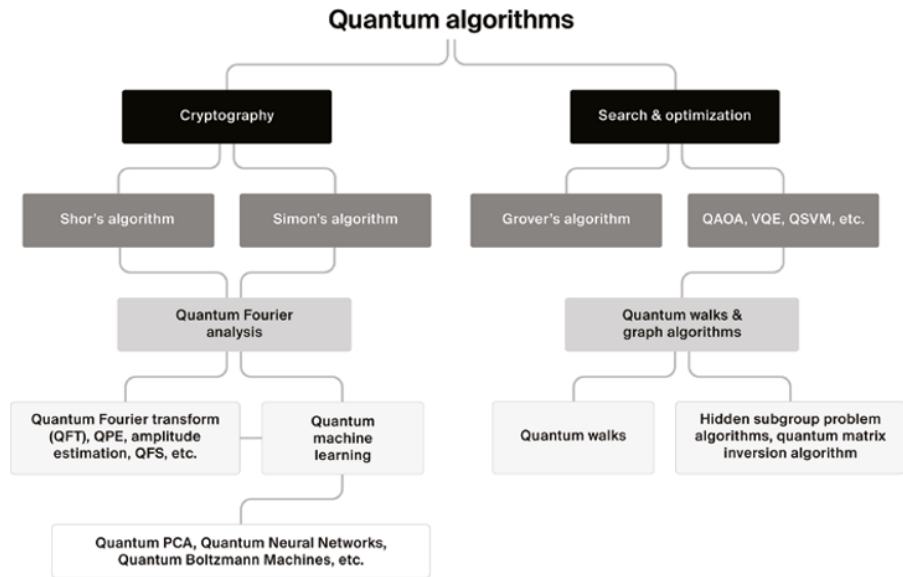 Quantum algorithms
Cryptography
Search & optimization
Shor's algorithm
Simon's algorithm
Grover's algorithm
QAOA, VQE, QSVM, etc.
Quantum Fourier
analysis
Quantum walks &
graph algorithms
Quantum Fourier transform
(QFT), QPE, amplitude
estimation, QFS, etc.
Quantum
machine
learning
Quantum walks
Hidden subgroup problem
algorithms, quantum matrix
inversion algorithm
Quantum PCA, Quantum Neural Networks,
Quantum Boltzmann Machines, etc.